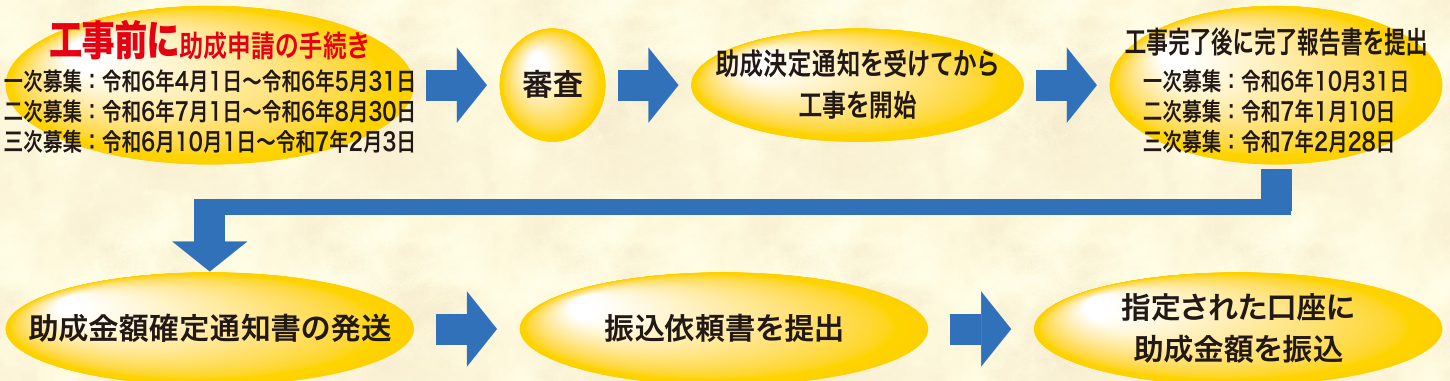 工事前に助成申請の手続き
一次募集：令和6年4月1日～令和6年5月31日
二次募集：令和6年7月1日～令和6年8月30日
三次募集：令和6月10月1日～令和7年2月3日
審査
助成決定通知を受けてから
工事を開始
工事完了後に完了報告書を提出
一次募集：令和6年10月31日
二次募集：令和7年1月10日
三次募集：令和7年2月28日
助成金額確定通知書の発送
振込依頼書を提出
指定された口座に
助成金額を振込